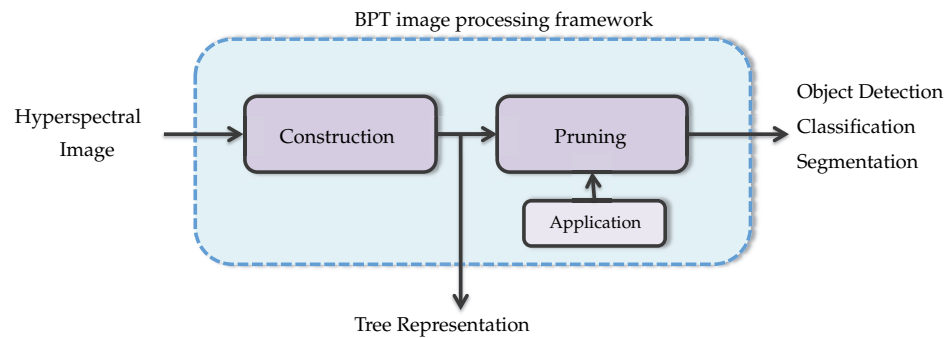 BPT image processing framework
Hyperspectral
Image
Construction
Pruning
Application
Object Detection
Classification
Segmentation
Tree Representation